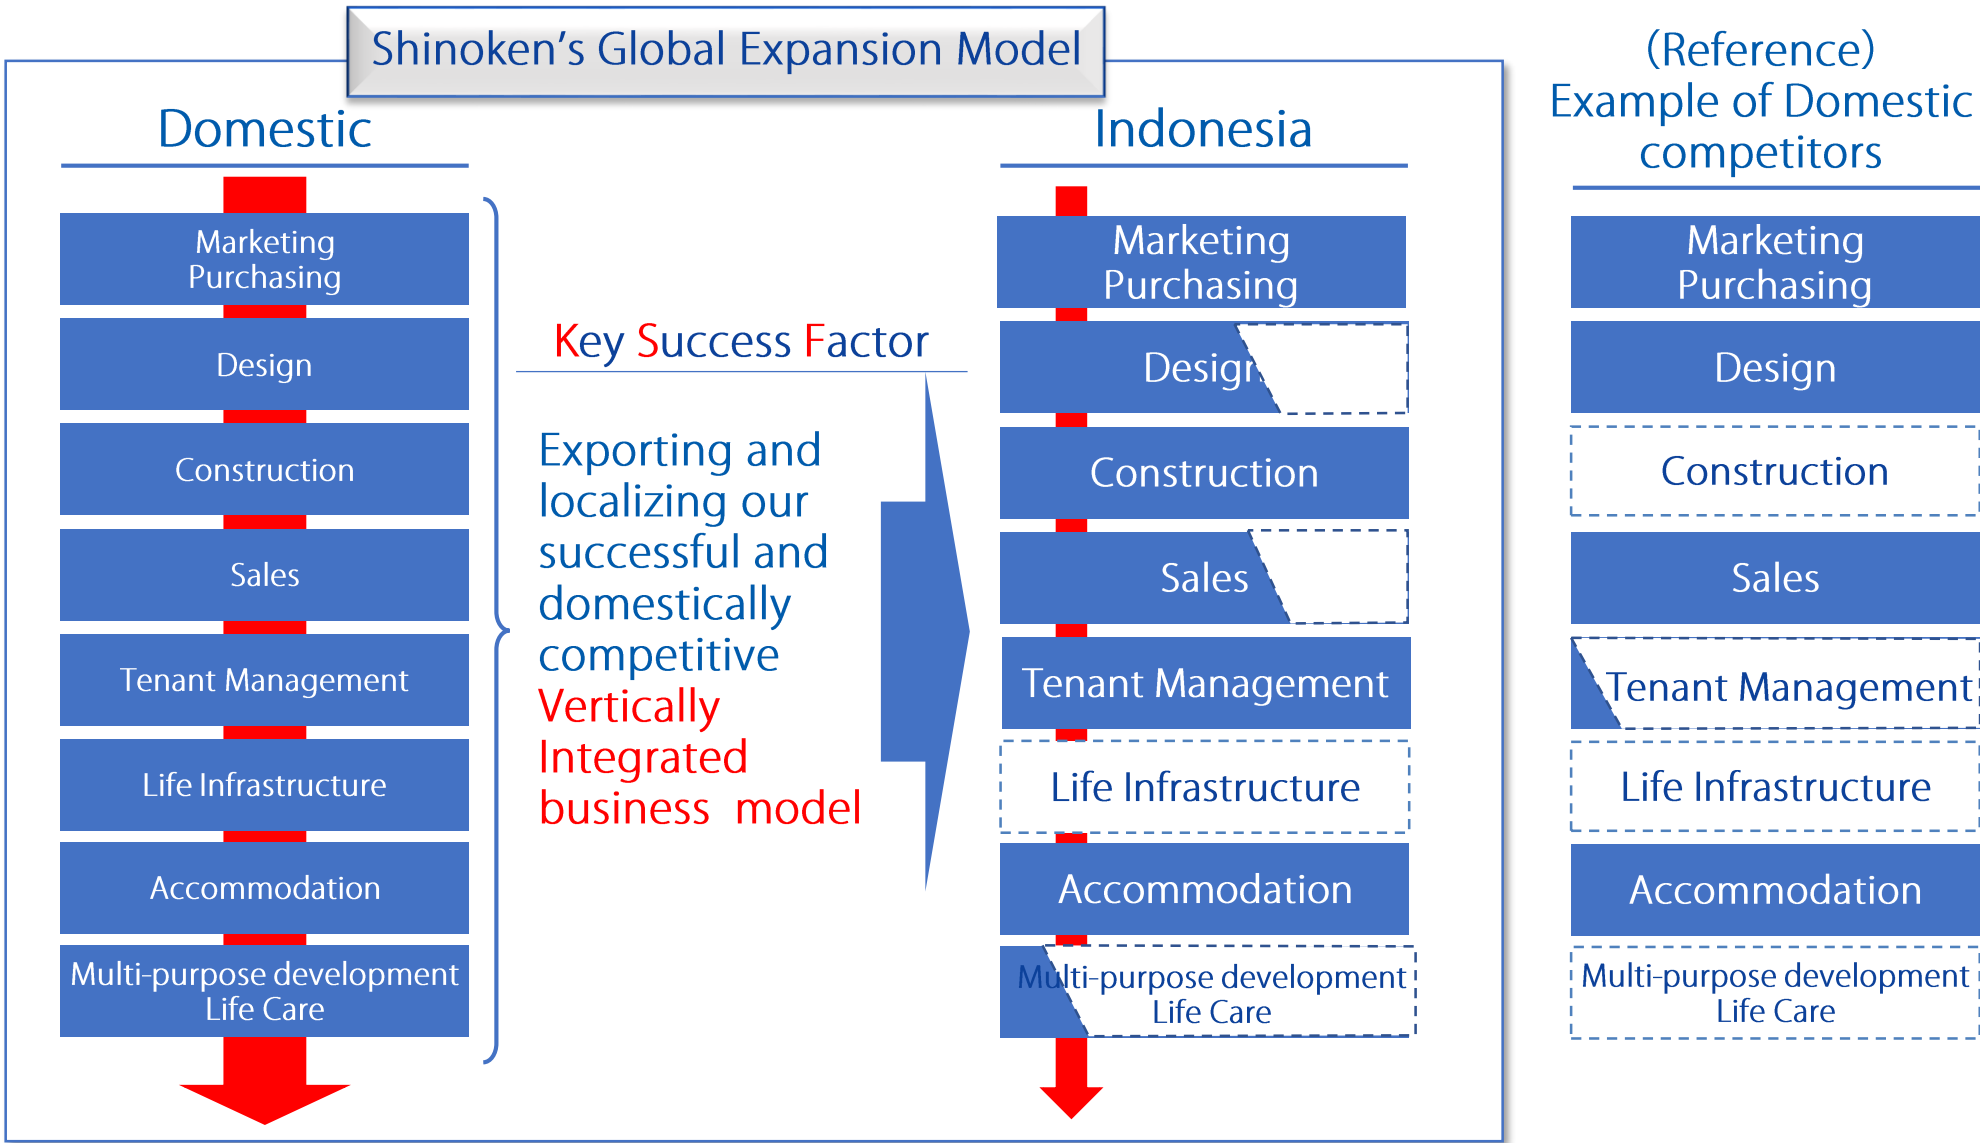 Shinoken’s Global Expansion Model
Domestic
Marketing
Purchasing
Design
Construction
Sales
Tenant Management
Life Infrastructure
Accommodation
Multi-purpose development
Life Care
Key Success Factor
Exporting and
localizing our
successful and
domestically
competitive
Vertically
Integrated
business model
Indonesia
Marketing
Purchasing
Design
Construction
Sales
Tenant Management
Life Infrastructure
Accommodation
Multi-purpose development
Life Care
(Reference)
Example of Domestic
competitors
Marketing
Purchasing
Design
Construction
Sales
Tenant Management
Life Infrastructure
Accommodation
Multi-purpose development
Life Care